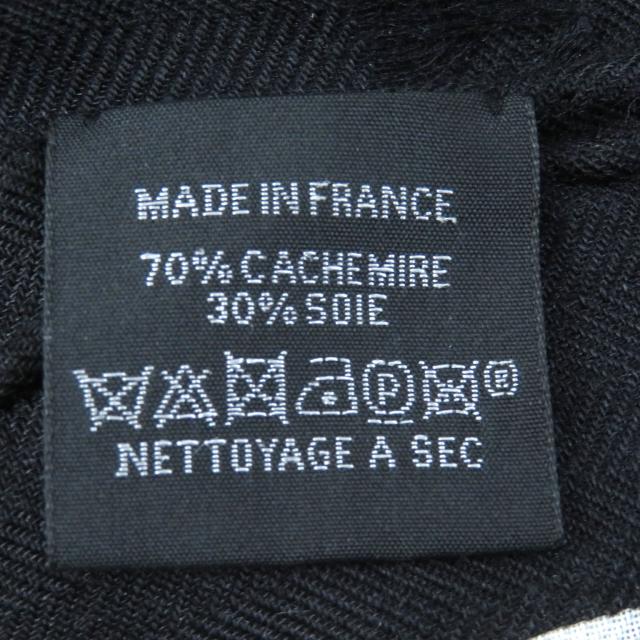 MADE IN FRANCE
70% CACHEMIRE
30% SOIE
P ®
NETTOYAGE A SEC